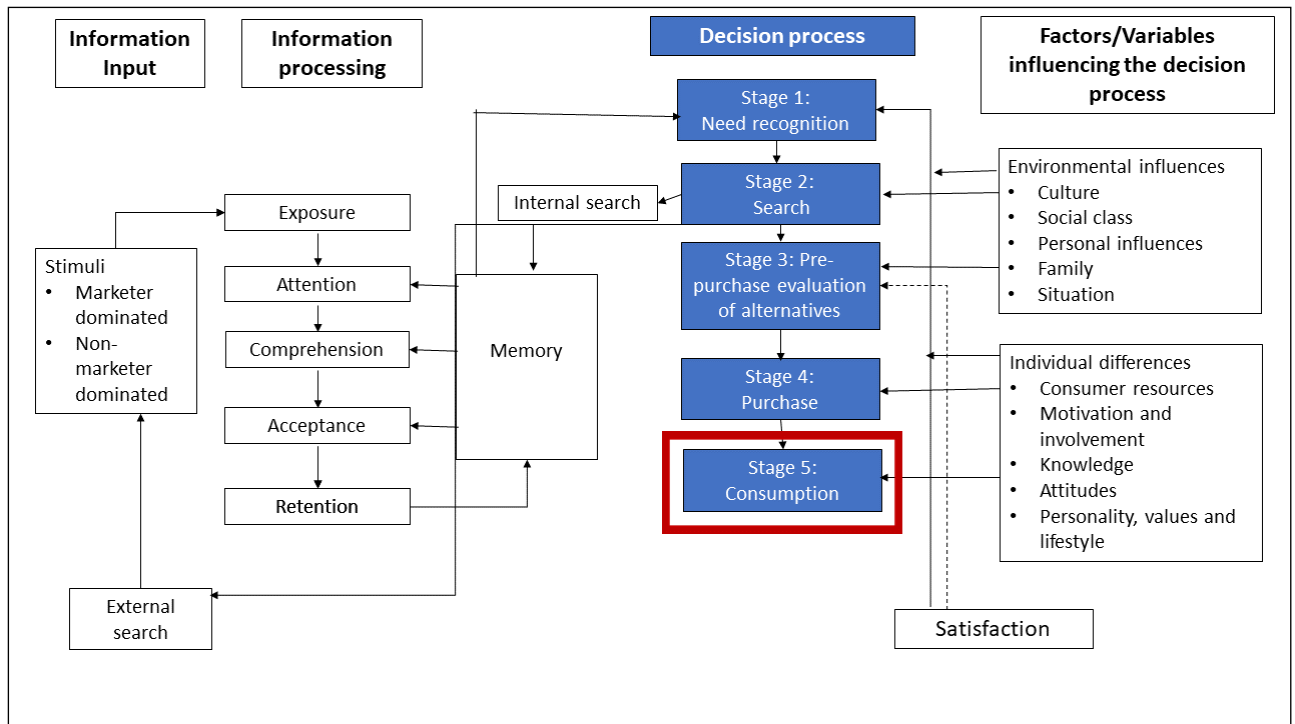 Information
Input
Information
processing
Decision process
Factors/Variables
influencing the decision
process
Stage 1:
Need recognition
Stage 2:
Search
Internal search
Stage 3: Pre-
purchase evaluation
of alternatives
Stage 4:
Purchase
Stage 5:
Consumption
Exposure
Attention
Comprehension
Acceptance
Retention
Memory
Stimuli
• Marketer
dominated
• Non-
marketer
dominated
External
search
Environmental influences
• Culture
• Social class
• Personal influences
• Family
• Situation
Individual differences
• Consumer resources
• Motivation and
involvement
• Knowledge
• Attitudes
• Personality, values and
lifestyle
Satisfaction